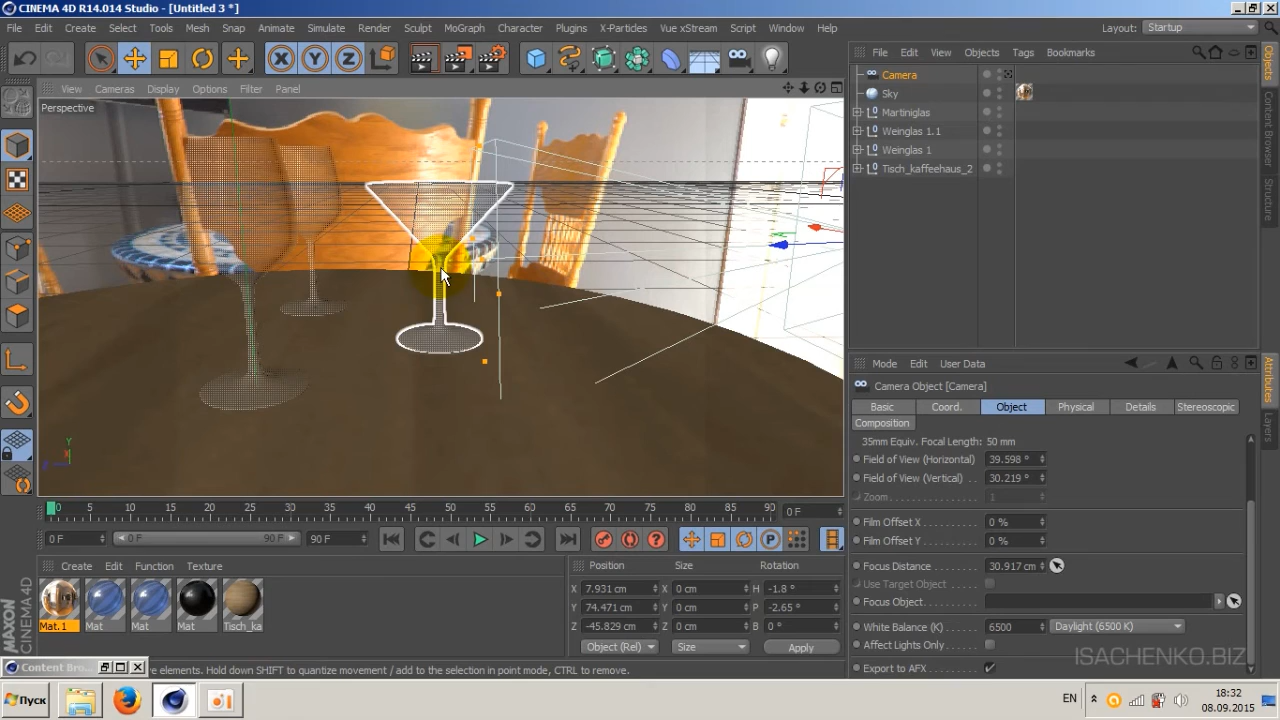 CINEMA 4D R14.014 Studio - [Untitled 3 *]
File Edit Create Select Tools Mesh Snap Animate Simulate Render Sculpt MoGraph Character Plugins X-Particles Vue xStream Script Window Help Layout: Startup
X Y Z
File Edit View Objects Tags Bookmarks
View Cameras Display Options Filter Panel
Perspective
Camera
Sky
Martiniglas
Weinglas 1.1
Weinglas 1
Tisch_kaffeehaus_2
Objects
Content Browser
Structure
Y
Mode Edit User Data
Camera Object [Camera]
Basic Coord. Object Physical Details Stereoscopic
Composition
35mm Equiv. Focal Length: 50 mm
Field of View (Horizontal) 39.598 °
Field of View (Vertical) 30.219 °
Zoom 1
Film Offset X 0 %
Film Offset Y 0 %
Focus Distance 30.917 cm
Use Target Object
Focus Object
White Balance (K) 6500 Daylight (6500 K)
Affect Lights Only
Export to AFX
Attributes
Layers
0 5 10 15 20 25 30 35 40 45 50 55 60 65 70 75 80 85 90 0 F
0 F 0 F 90 F 90 F
P
Create Edit Function Texture
Mat.1 Mat Mat Mat Tisch_ka
Position Size Rotation
X 7.931 cm X 0 cm H -1.8 °
Y 74.471 cm Y 0 cm P -2.65 °
Z -45.829 cm Z 0 cm B 0 °
Object (Rel) Size Apply
MAXON
CINEMA 4D
Content Bro...
e elements. Hold down SHIFT to quantize movement / add to the selection in point mode, CTRL to remove.
ISACHENKO.BIZ
Пуск
EN
18:32
08.09.2015